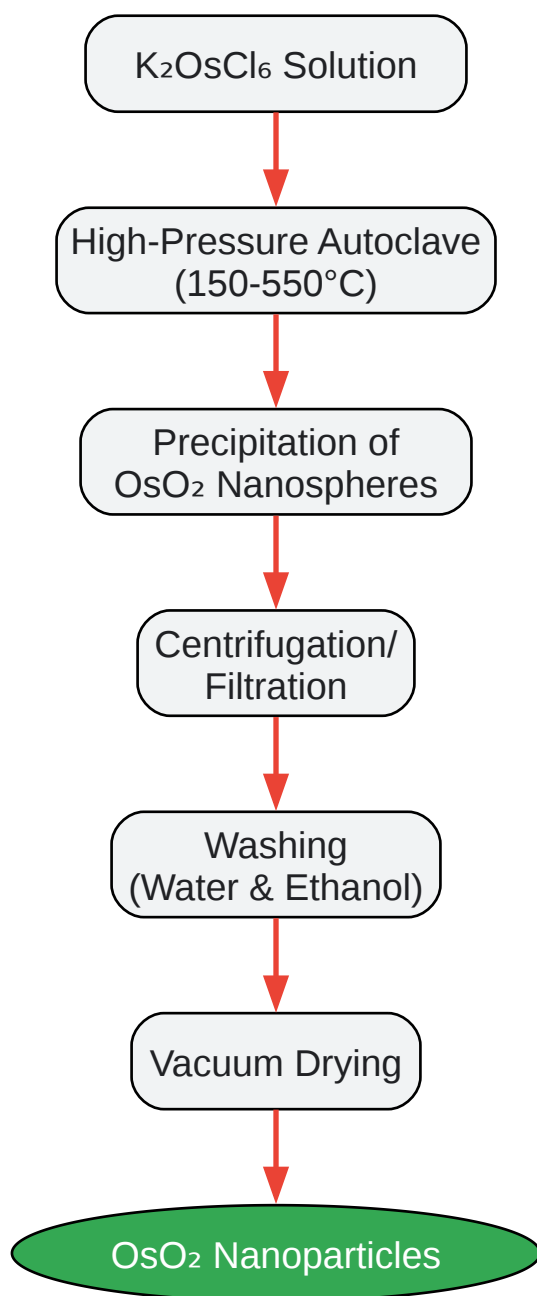 K₂OsCl₆ Solution
High-Pressure Autoclave
(150-550°C)
Precipitation of
OsO₂ Nanospheres
Centrifugation/
Filtration
Washing
(Water & Ethanol)
Vacuum Drying
OsO₂ Nanoparticles